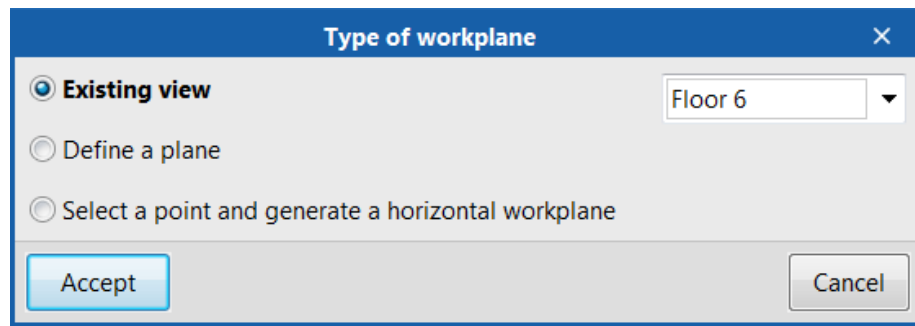 Type of workplane
Existing view
Floor 6
Define a plane
Select a point and generate a horizontal workplane
Accept
Cancel